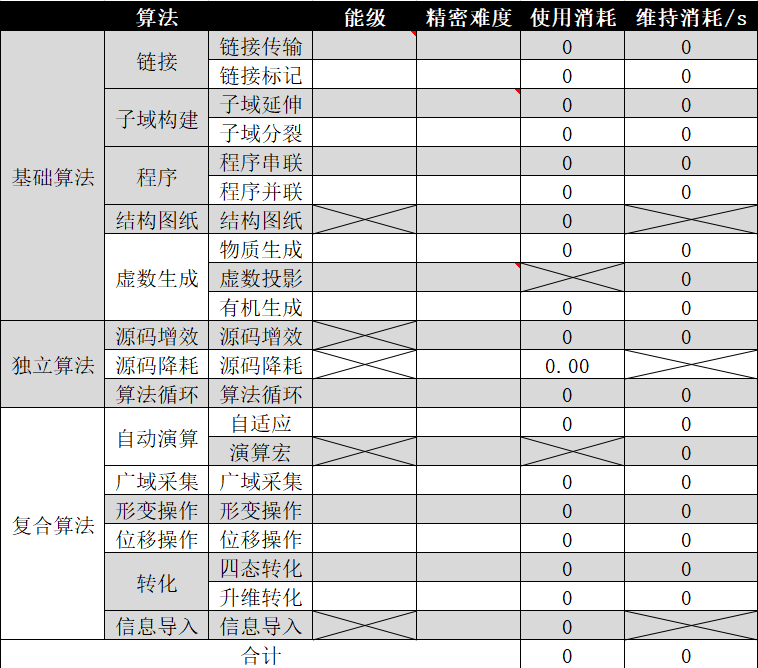 算法 能级 精密难度 使用消耗 维持消耗/s
基础算法 链接 链接传输 0 0
链接标记 0 0
子域构建 子域延伸 0 0
子域分裂 0 0
程序 程序串联 0 0
程序并联 0 0
结构图纸 结构图纸 0
虚数生成 物质生成 0 0
虚数投影 0
有机生成 0 0
独立算法 源码增效 源码增效 0 0
源码降耗 源码降耗 0.00
算法循环 算法循环 0 0
复合算法 自动演算 自适应 0 0
演算宏 0
广域采集 广域采集 0 0
形变操作 形变操作 0 0
位移操作 位移操作 0 0
转化 四态转化 0 0
升维转化 0 0
信息导入 信息导入 0
合计 0 0